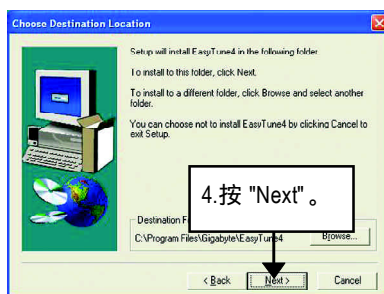 Choose Destination Location
Setup will install EasyTune4 in the following folder.
To install to this folder, click Next.
To install to a different folder, click Browse and select another
folder.
You can choose not to install EasyTune4 by clicking Cancel to
exit Setup.
4.按 "Next"。
Destination F
C:\Program Files\Gigabyte\EasyTune4
Browse...
< Back
Next >
Cancel